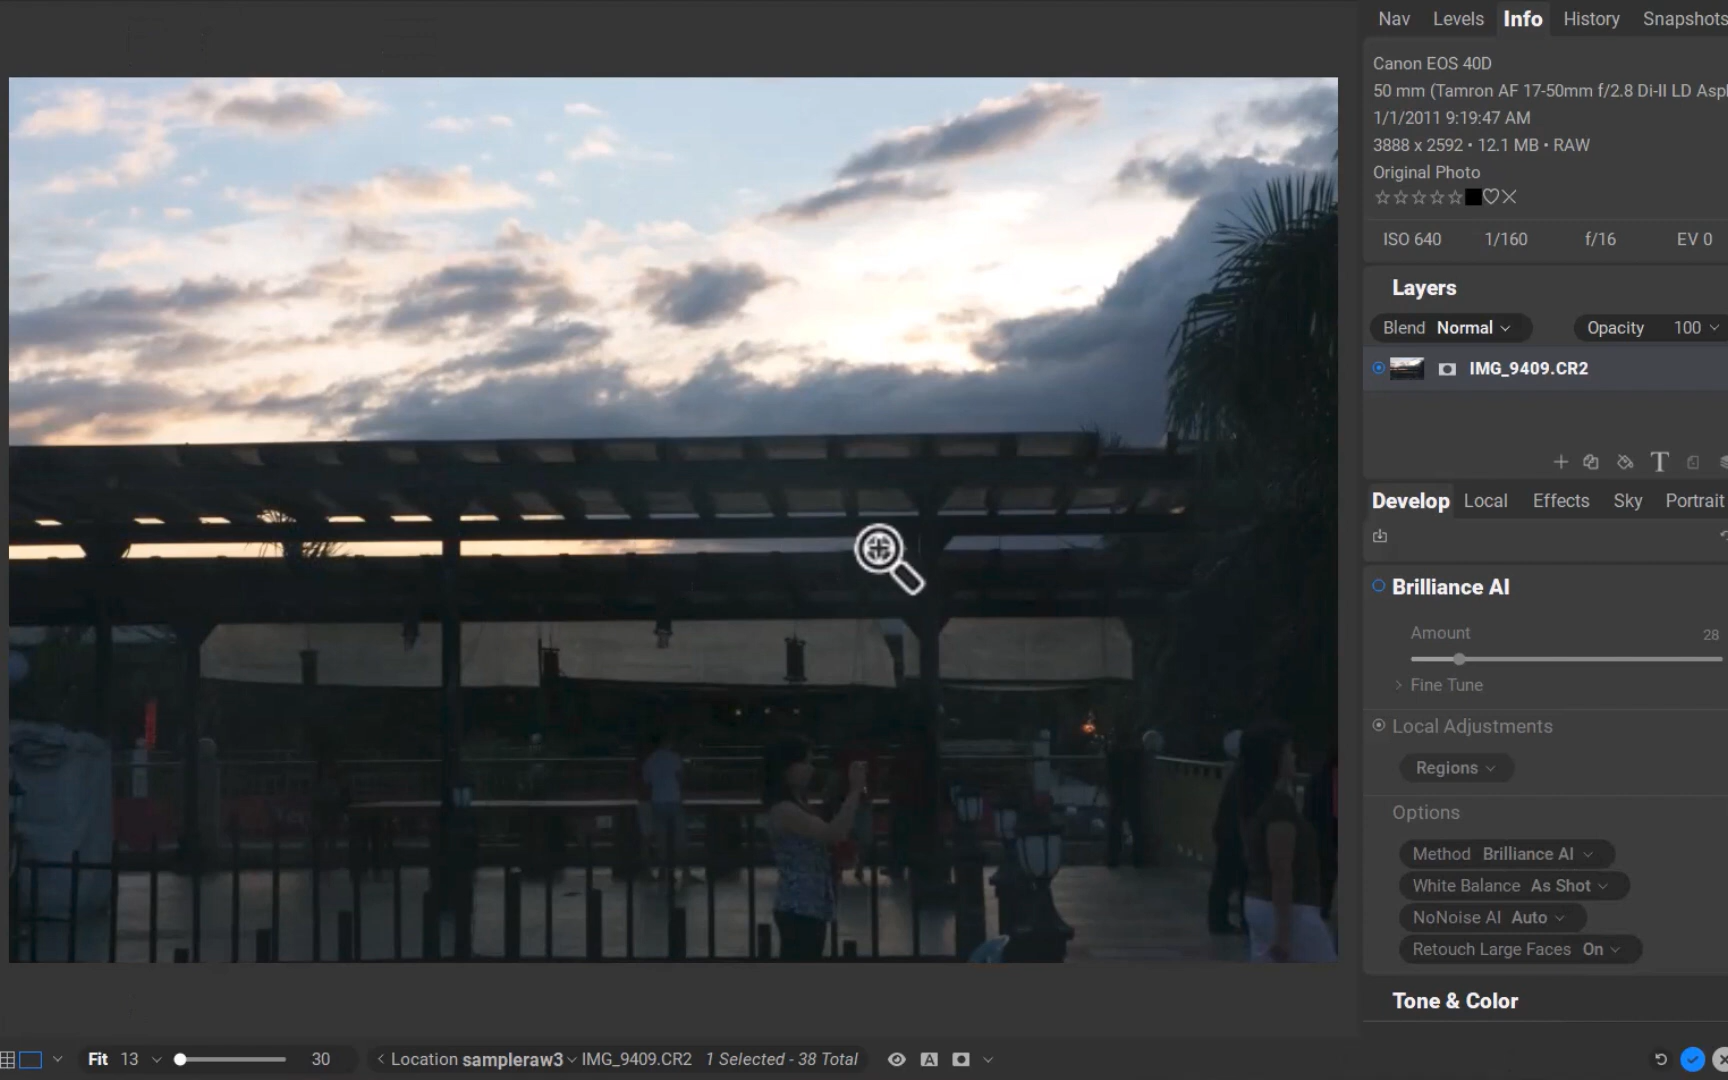 Nav Levels Info History Snapshots
Canon EOS 40D
50 mm (Tamron AF 17-50mm f/2.8 Di-II LD Asp
1/1/2011 9:19:47 AM
3888 x 2592 • 12.1 MB • RAW
Original Photo
ISO 640 1/160 f/16 EV 0
Layers
Blend Normal Opacity 100
IMG_9409.CR2
T
Develop Local Effects Sky Portrait
Brilliance AI
Amount 28
Fine Tune
Local Adjustments
Regions
Options
Method Brilliance AI
White Balance As Shot
NoNoise AI Auto
Retouch Large Faces On
Tone & Color
Fit 13 30 Location sampleraw3 IMG_9409.CR2 1 Selected - 38 Total A